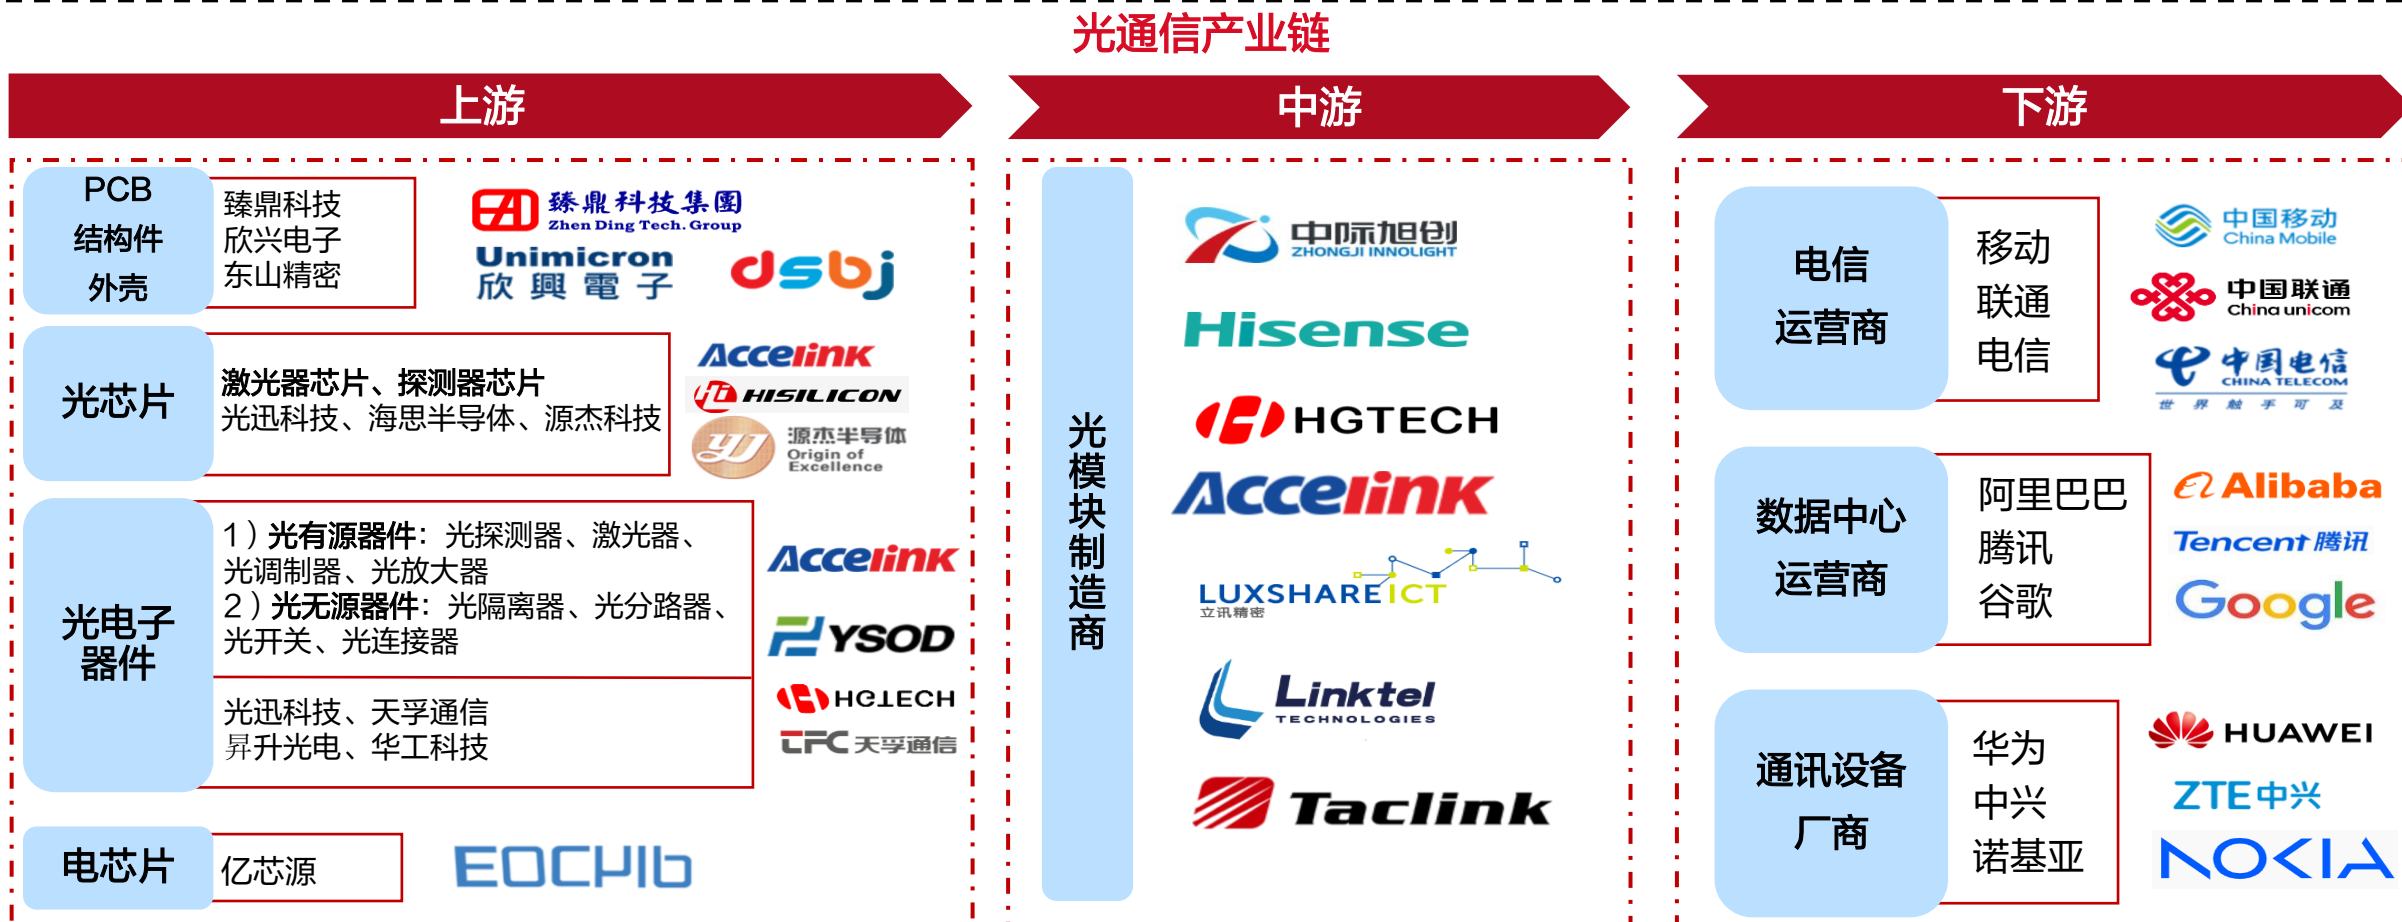 光通信产业链
上游
中游
下游
PCB
结构件
外壳
臻鼎科技
欣兴电子
东山精密
臻鼎科技集團
Zhen Ding Tech. Group
Unimicron
欣興電子
dsbj
光芯片
激光器芯片、探测器芯片
光迅科技、海思半导体、源杰科技
Accelink
HISILICON
源杰半导体
Origin of
Excellence
光电子
器件
1）光有源器件：光探测器、激光器、
光调制器、光放大器
2）光无源器件：光隔离器、光分路器、
光开关、光连接器
光迅科技、天孚通信
昇升光电、华工科技
Accelink
YSOD
HGTECH
TFC 天孚通信
电芯片
亿芯源
EOCHIP
光模块制造商
中际旭创
ZHONGJI INNOLIGHT
Hisense
HGTECH
Accelink
LUXSHARE ICT
立讯精密
Linktel
TECHNOLOGIES
Taclink
电信
运营商
移动
联通
电信
中国移动
China Mobile
中国联通
China unicom
中国电信
CHINA TELECOM
世界触手可及
数据中心
运营商
阿里巴巴
腾讯
谷歌
Alibaba
Tencent 腾讯
Google
通讯设备
厂商
华为
中兴
诺基亚
HUAWEI
ZTE中兴
NOKIA